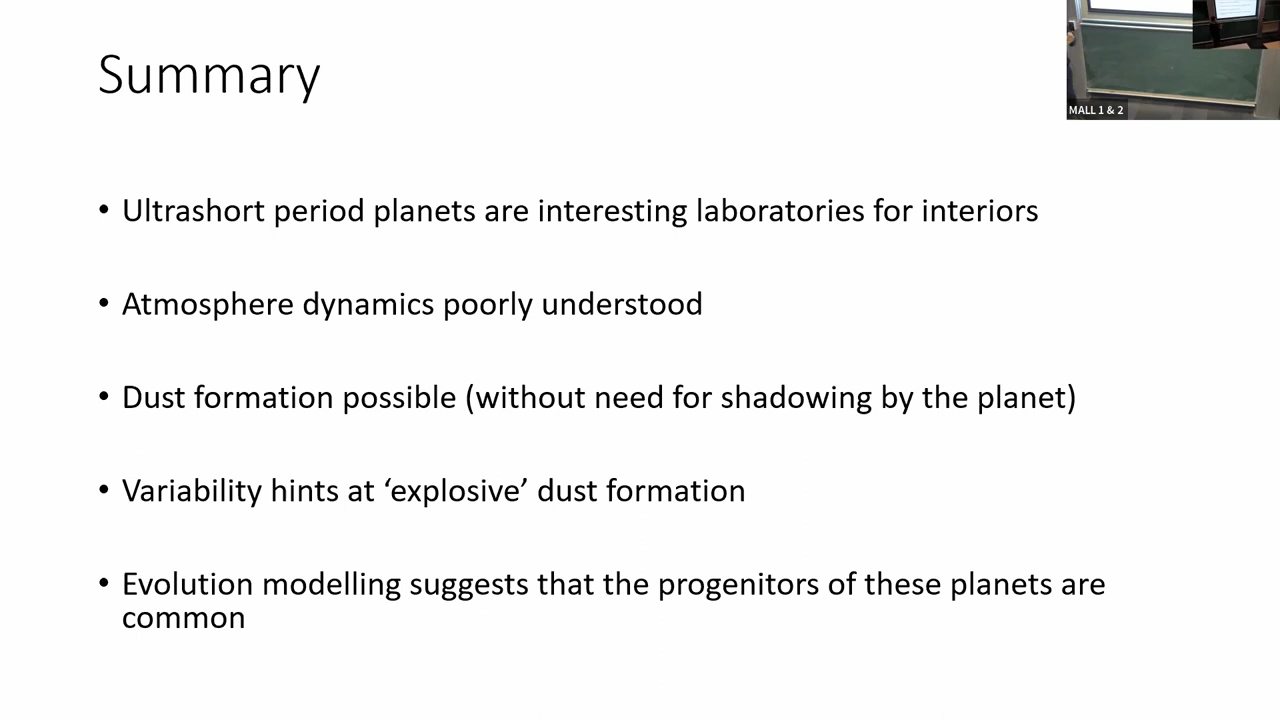 Summary
MALL 1 & 2
• Ultrashort period planets are interesting laboratories for interiors
• Atmosphere dynamics poorly understood
• Dust formation possible (without need for shadowing by the planet)
• Variability hints at ‘explosive’ dust formation
• Evolution modelling suggests that the progenitors of these planets are
common